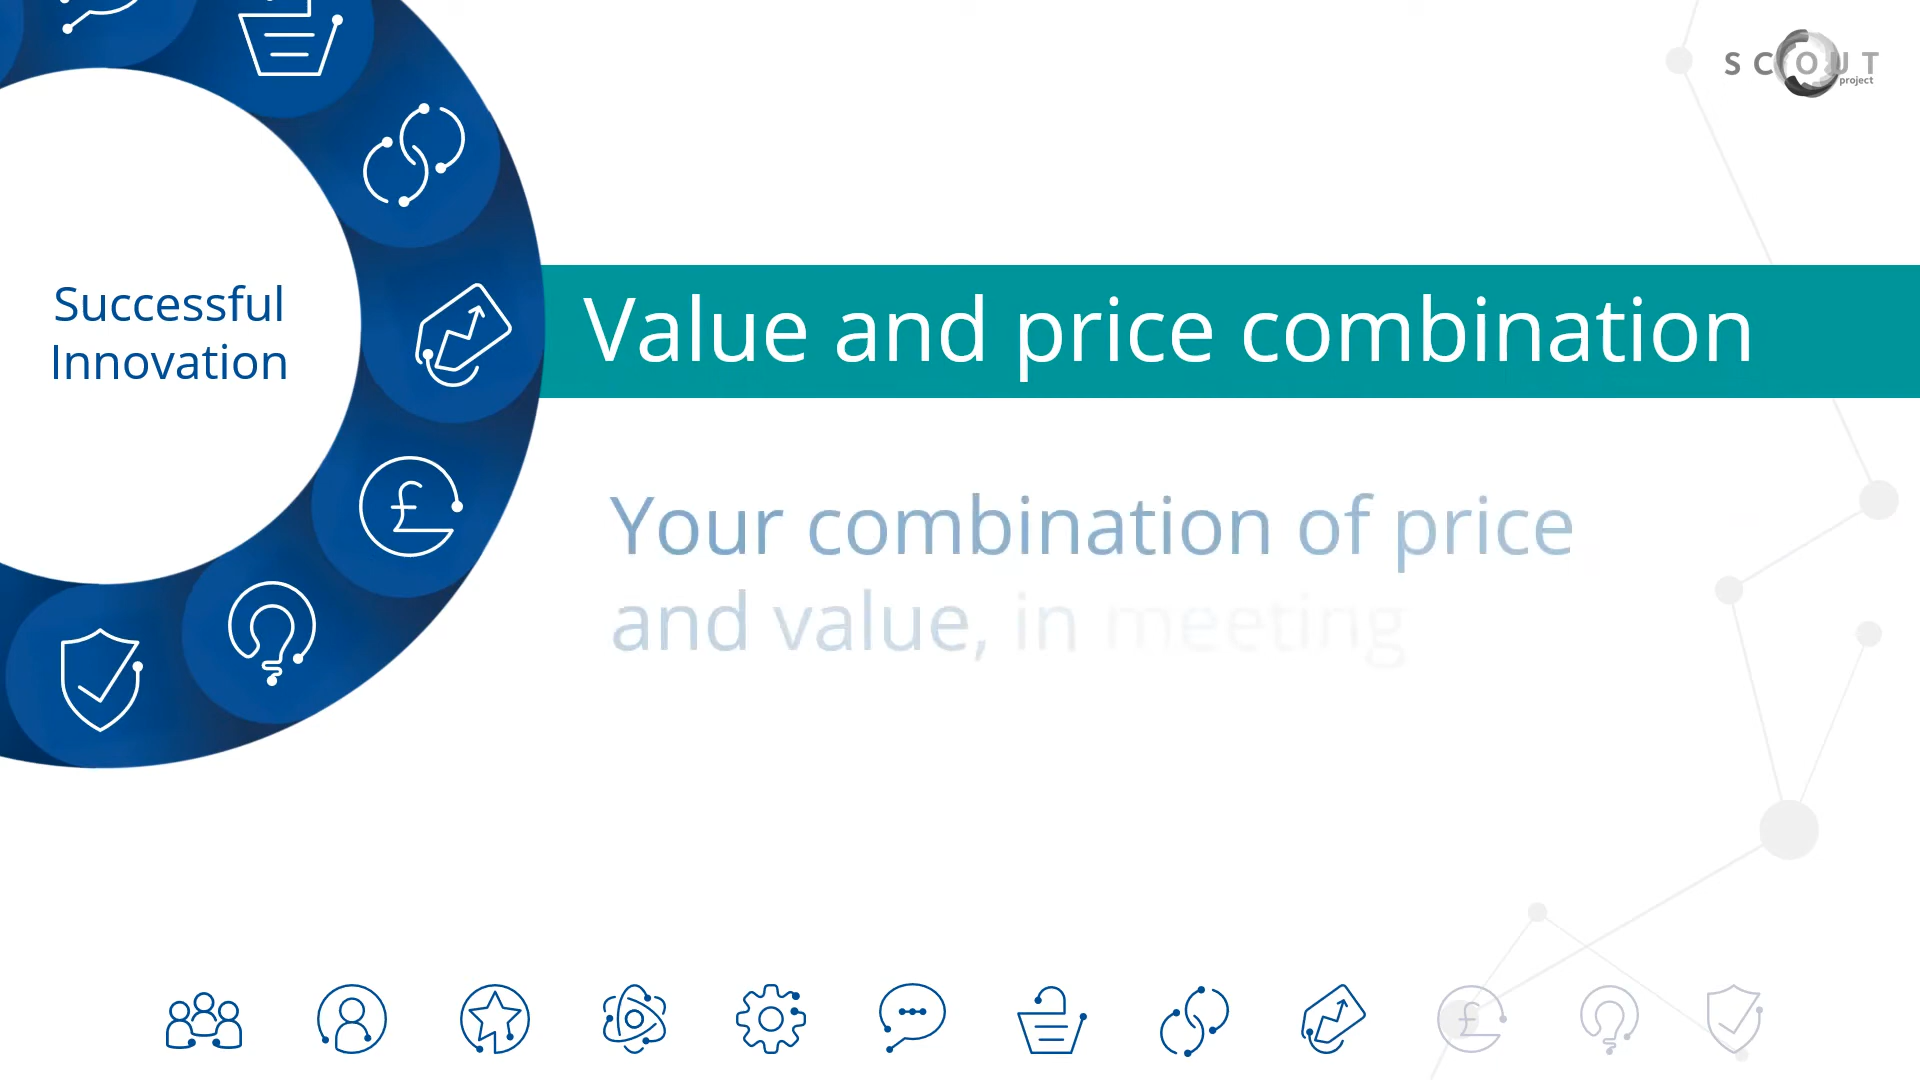 SCOUT
project
Successful
Innovation
Value and price combination
Your combination of price
and value, in meeting
£
£